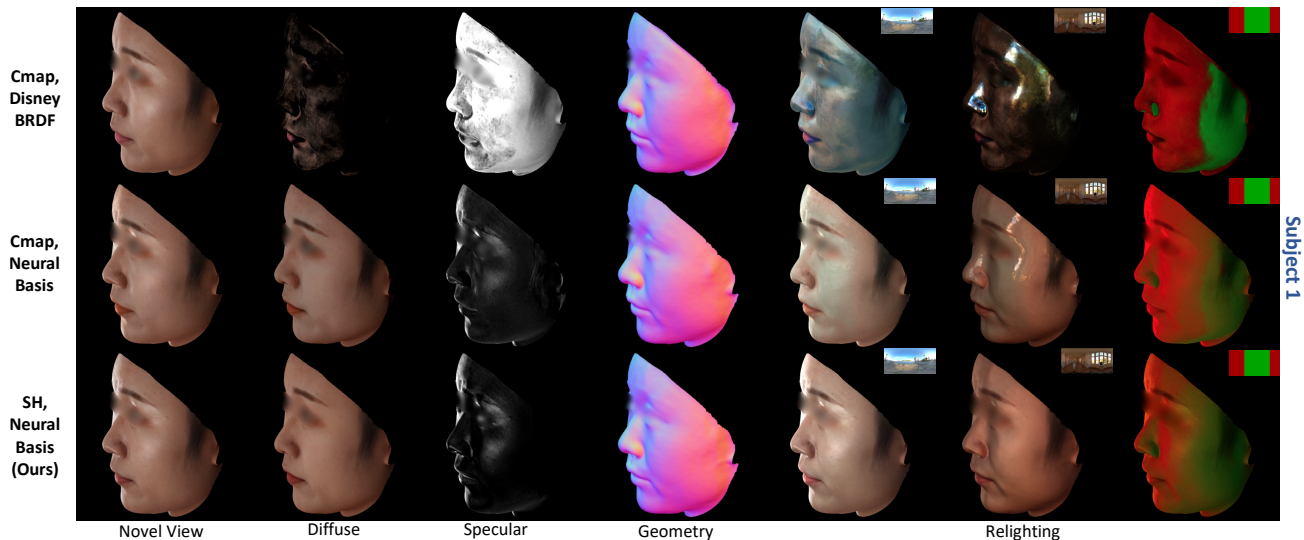 Cmap,
Disney
BRDF
Cmap,
Neural
Basis
SH,
Neural
Basis
(Ours)
Subject 1
Novel View
Diffuse
Specular
Geometry
Relighting